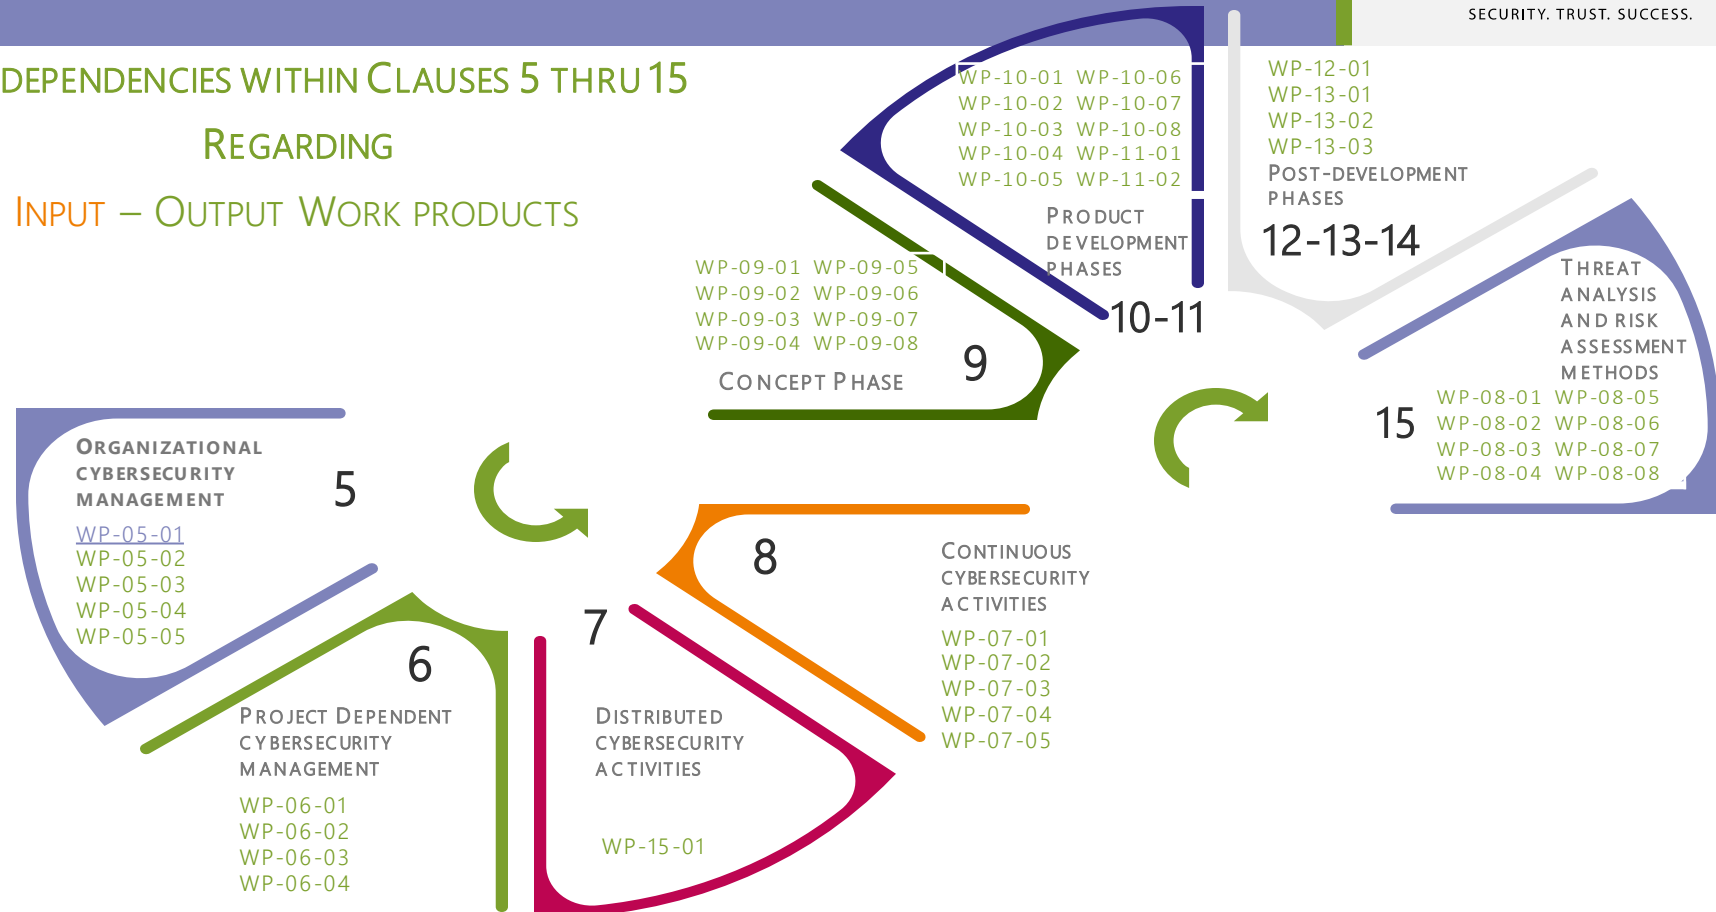 SECURITY. TRUST. SUCCESS.
DEPENDENCIES WITHIN CLAUSES 5 THRU 15
REGARDING
INPUT – OUTPUT WORK PRODUCTS
ORGANIZATIONAL
CYBERSECURITY
MANAGEMENT
5
WP-05-01
WP-05-02
WP-05-03
WP-05-04
WP-05-05
6
PROJECT DEPENDENT
CYBERSECURITY
MANAGEMENT
WP-06-01
WP-06-02
WP-06-03
WP-06-04
7
DISTRIBUTED
CYBERSECURITY
ACTIVITIES
WP-15-01
8
CONTINUOUS
CYBERSECURITY
ACTIVITIES
WP-07-01
WP-07-02
WP-07-03
WP-07-04
WP-07-05
WP-09-01 WP-09-05
WP-09-02 WP-09-06
WP-09-03 WP-09-07
WP-09-04 WP-09-08
CONCEPT PHASE
9
WP-10-01 WP-10-06
WP-10-02 WP-10-07
WP-10-03 WP-10-08
WP-10-04 WP-11-01
WP-10-05 WP-11-02
PRODUCT
DEVELOPMENT
PHASES
10-11
WP-12-01
WP-13-01
WP-13-02
WP-13-03
POST-DEVELOPMENT
PHASES
12-13-14
THREAT
ANALYSIS
AND RISK
ASSESSMENT
METHODS
15
WP-08-01 WP-08-05
WP-08-02 WP-08-06
WP-08-03 WP-08-07
WP-08-04 WP-08-08